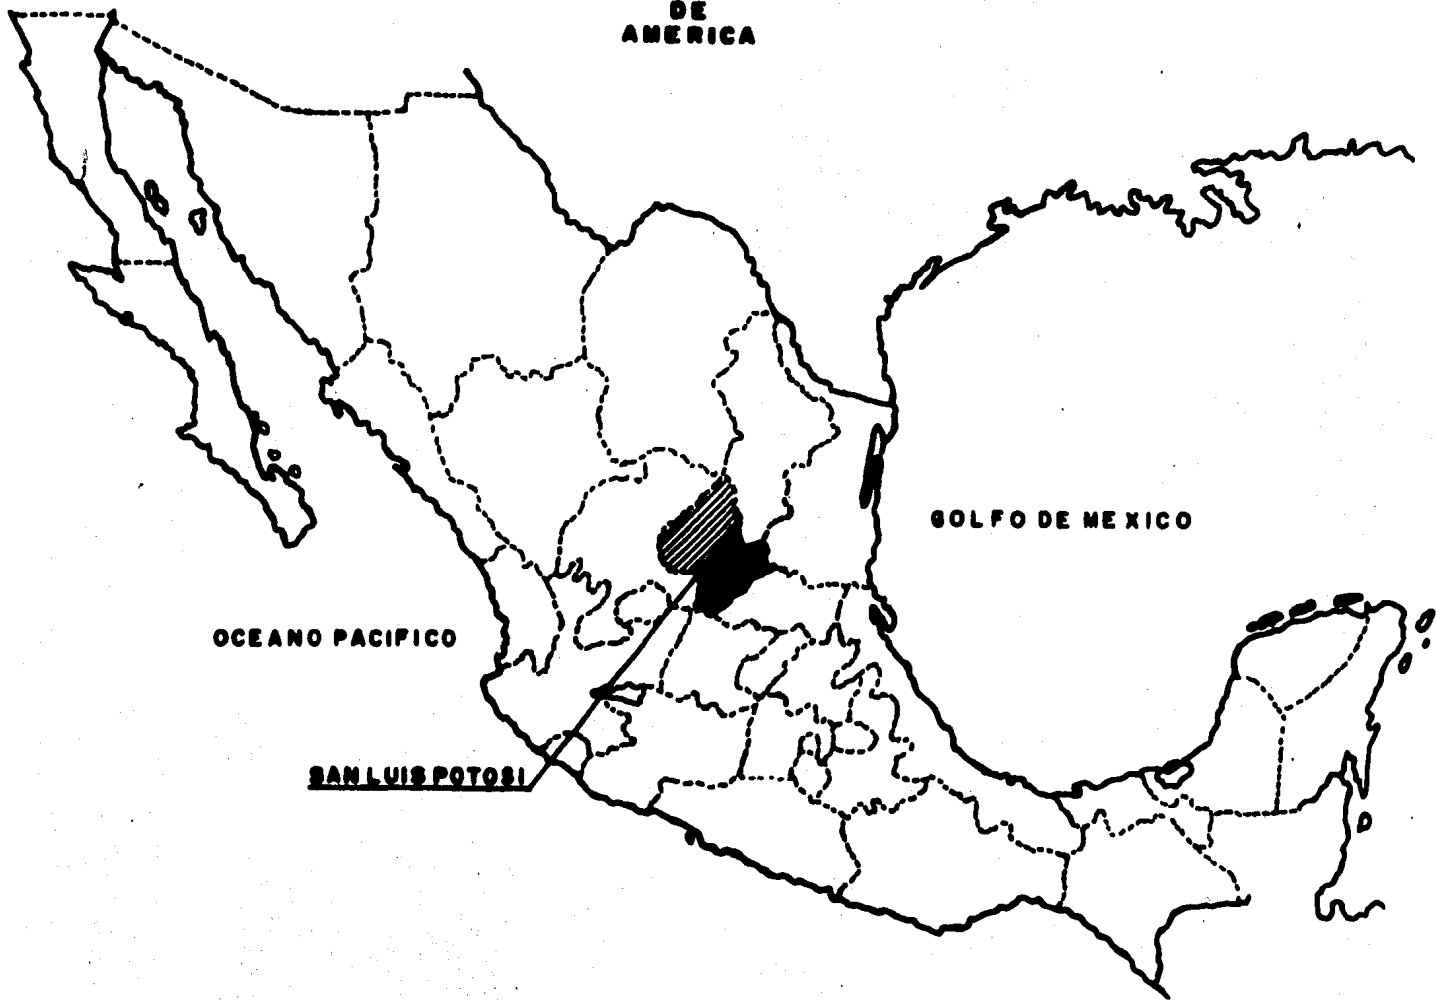 DE
AMERICA
GOLFO DE MEXICO
OCEANO PACIFICO
SAN LUIS POTOSI